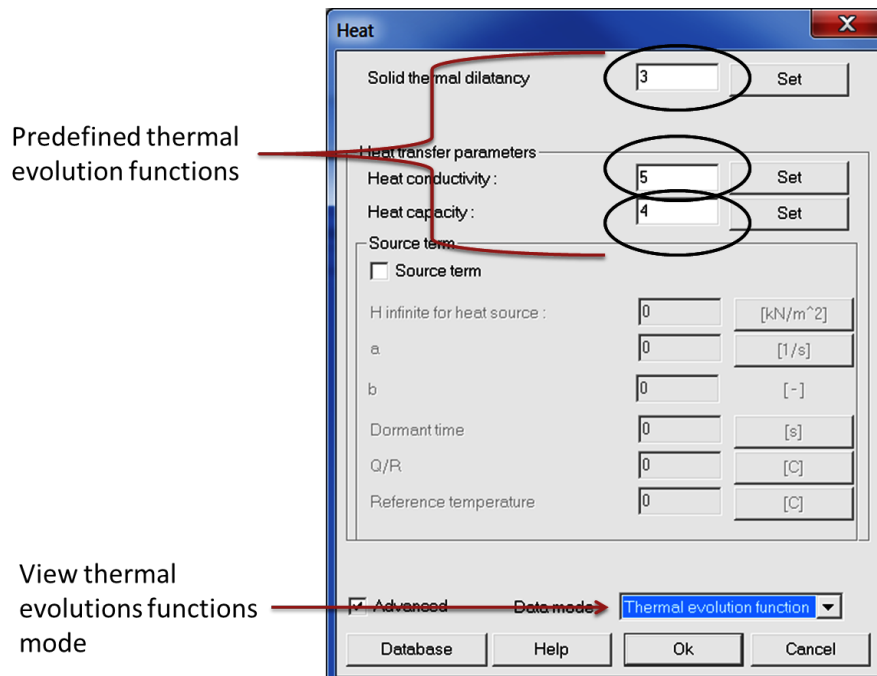 Heat
X
Solid thermal dilatancy 3 Set
Predefined thermal
evolution functions
Heat transfer parameters
Heat conductivity : 5 Set
Heat capacity : 4 Set
Source term
Source term
H infinite for heat source : 0 [kN/m^2]
a 0 [1/s]
b 0 [-]
Dormant time 0 [s]
Q/R 0 [C]
Reference temperature 0 [C]
View thermal
evolutions functions
mode
Advanced Data mode Thermal evolution function
Database Help Ok Cancel